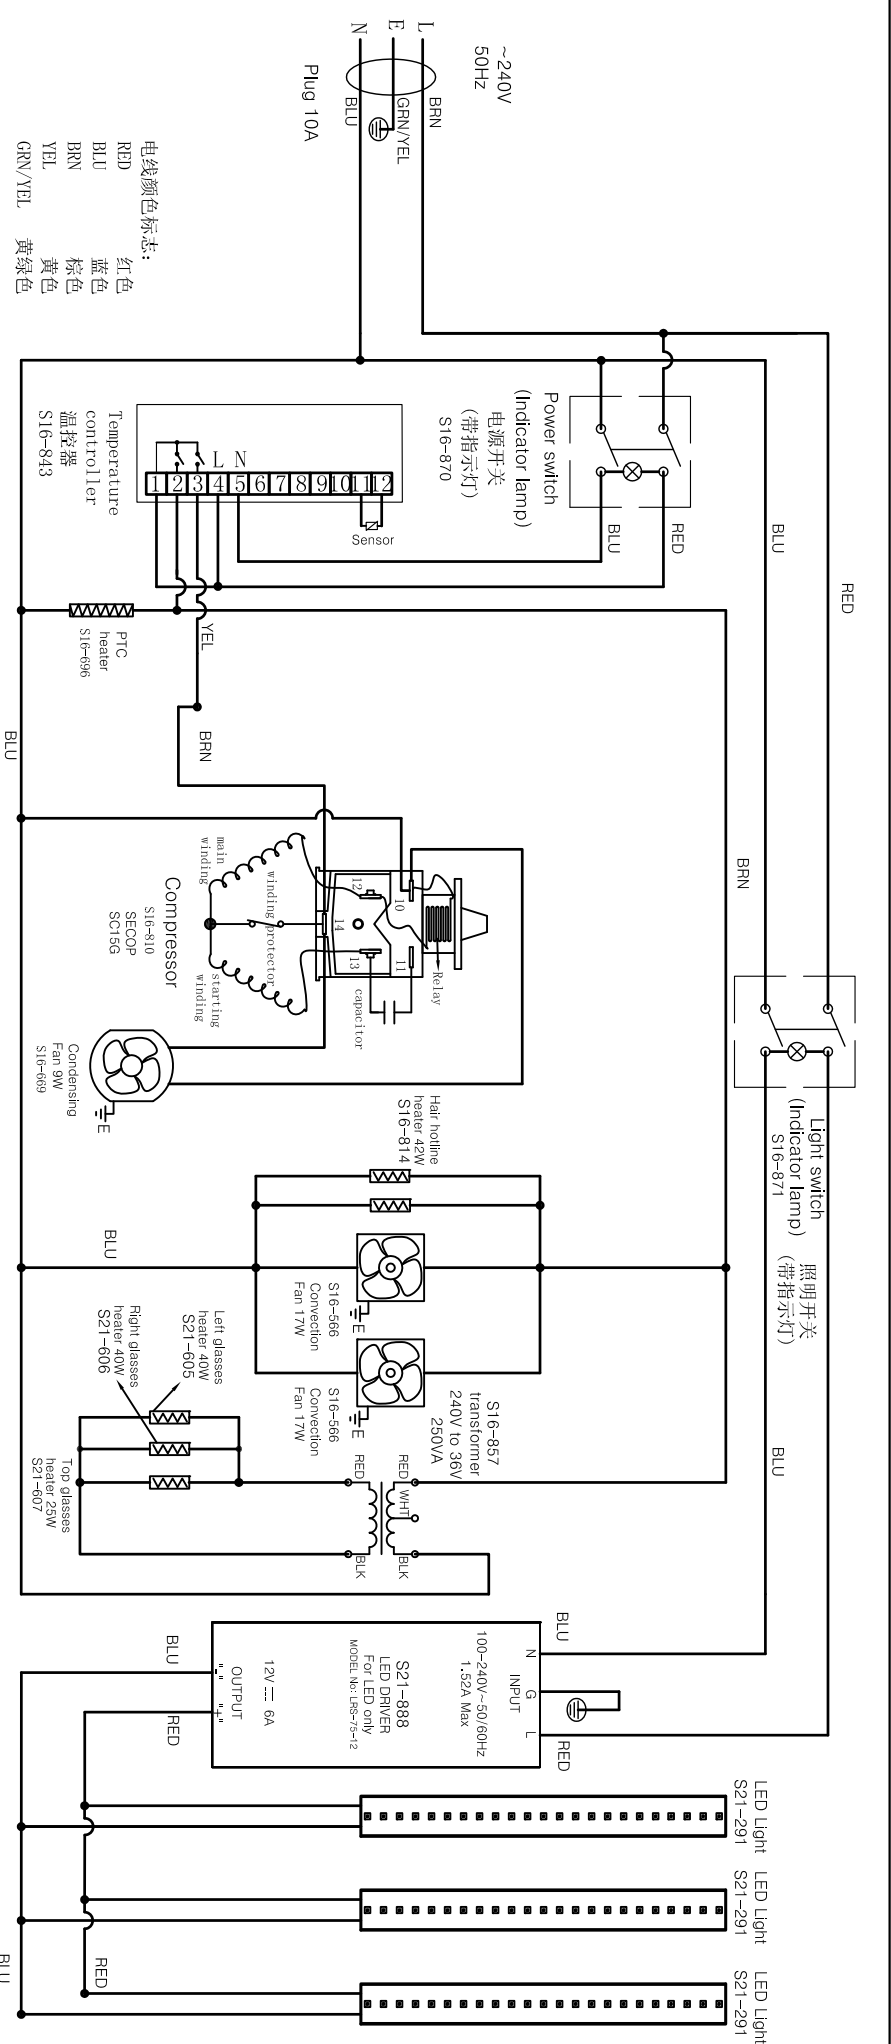 ~240V
50Hz
L
E
N
BRN
GRN/YEL
BLU
Plug 10A
电线颜色标志:
RED 红色
BLU 蓝色
BRN 棕色
YEL 黄色
GRN/YEL 黄绿色
Power switch
(Indicator lamp)
电源开关
(带指示灯)
S16-870
BLU
RED
BLU
RED
Temperature
controller
温控器
S16-843
L N
1 2 3 4 5 6 7 8 9 10 11 12
Sensor
PTC
heater
S16-696
YEL
BRN
BLU
BRN
main
winding
winding protector
starting
winding
12
10
14
13
11
Relay
capacitor
Compressor
S16-810
SECOP
SC15G
Condensing
Fan 9W
S16-669
E
Light switch
(Indicator lamp)
S16-871
照明开关
(带指示灯)
Hair hotline
heater 42W
S16-814
BLU
S16-566
Convection
Fan 17W
E
S16-566
Convection
Fan 17W
E
Left glasses
heater 40W
S21-605
Right glasses
heater 40W
S21-606
Top glasses
heater 25W
S21-607
S16-857
transformer
240V to 36V
250VA
RED
WHT
BLK
RED
BLK
BLU
BLU
RED
N
G
L
INPUT
100-240V~50/60Hz
1.52A Max
S21-888
LED DRIVER
For LED only
MODEL No: LRS-75-12
12V 6A
OUTPUT
"-"
"+"
BLU
RED
LED Light
S21-291
LED Light
S21-291
LED Light
S21-291
RED
BLU